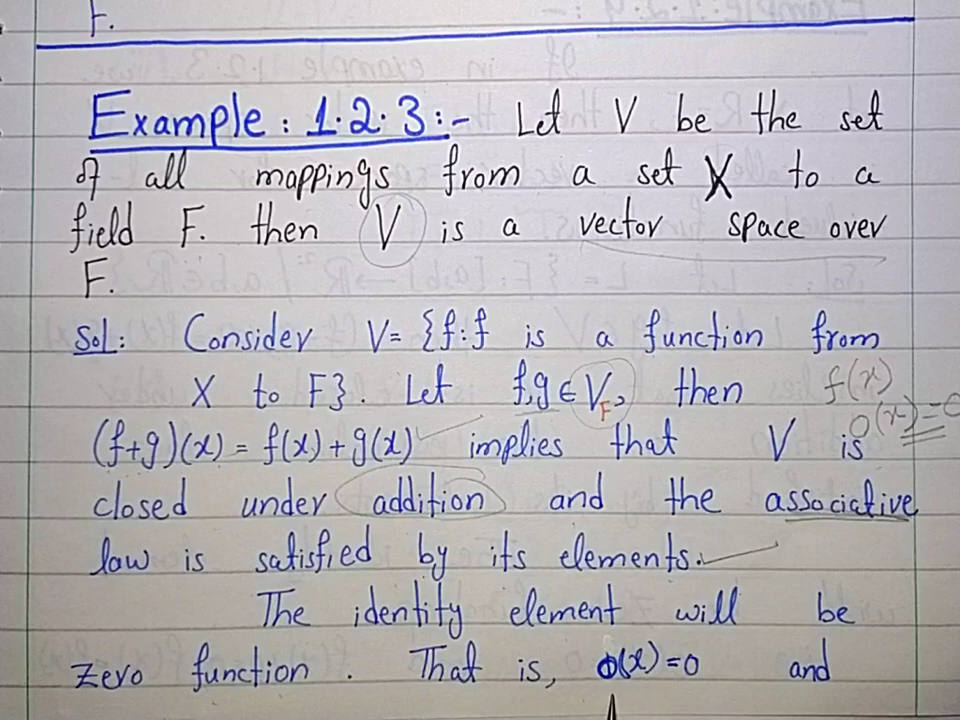 F.
Example : 1.2.3 :- Let V be the set
of all mappings from a set X to a
field F. then V is a vector space over
F.
Sol: Consider V= {f:f is a function from
X to F}. Let f,g ∈ V, then f(x)
F
0(x)=0
(f+g)(x) = f(x)+g(x) implies that V is
closed under addition and the associative
law is satisfied by its elements.
The identity element will be
zero function. That is, 0(x)=0 and